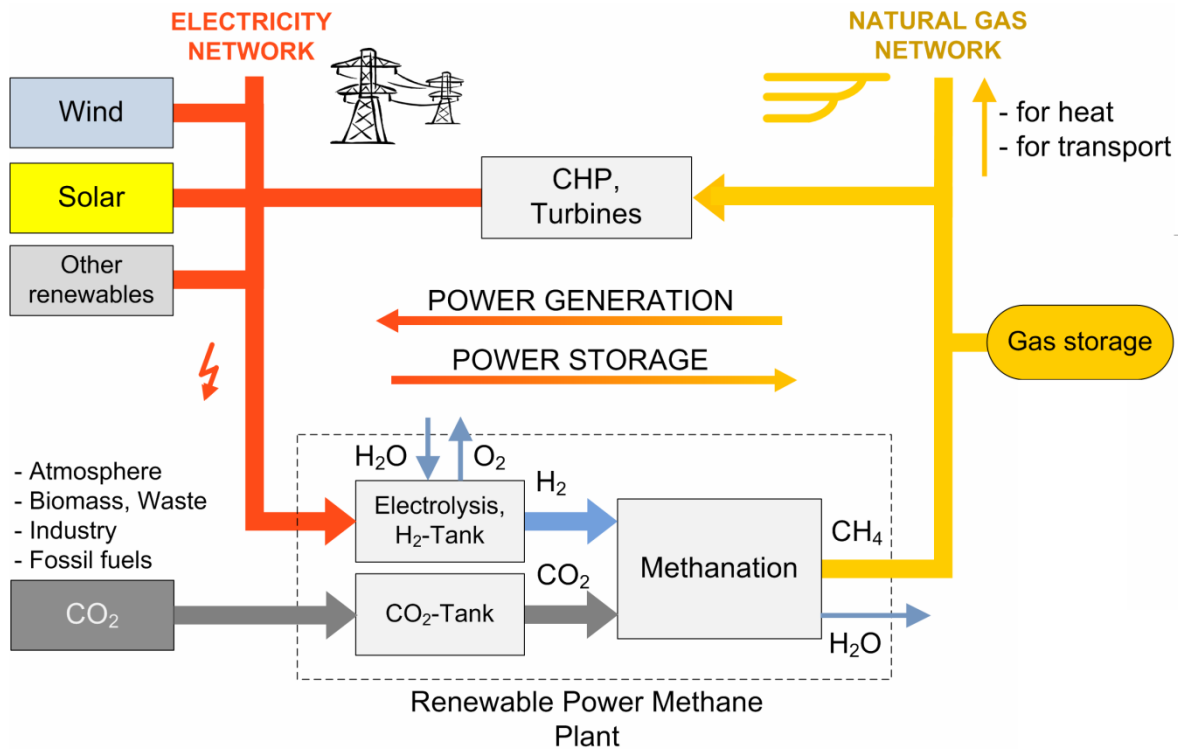 ELECTRICITY
NETWORK
NATURAL GAS
NETWORK
Wind
Solar
Other
renewables
CHP,
Turbines
- for heat
- for transport
POWER GENERATION
POWER STORAGE
Gas storage
- Atmosphere
- Biomass, Waste
- Industry
- Fossil fuels
CO₂
H₂O
O₂
Electrolysis,
H₂-Tank
H₂
CO₂-Tank
CO₂
Methanation
CH₄
H₂O
Renewable Power Methane
Plant